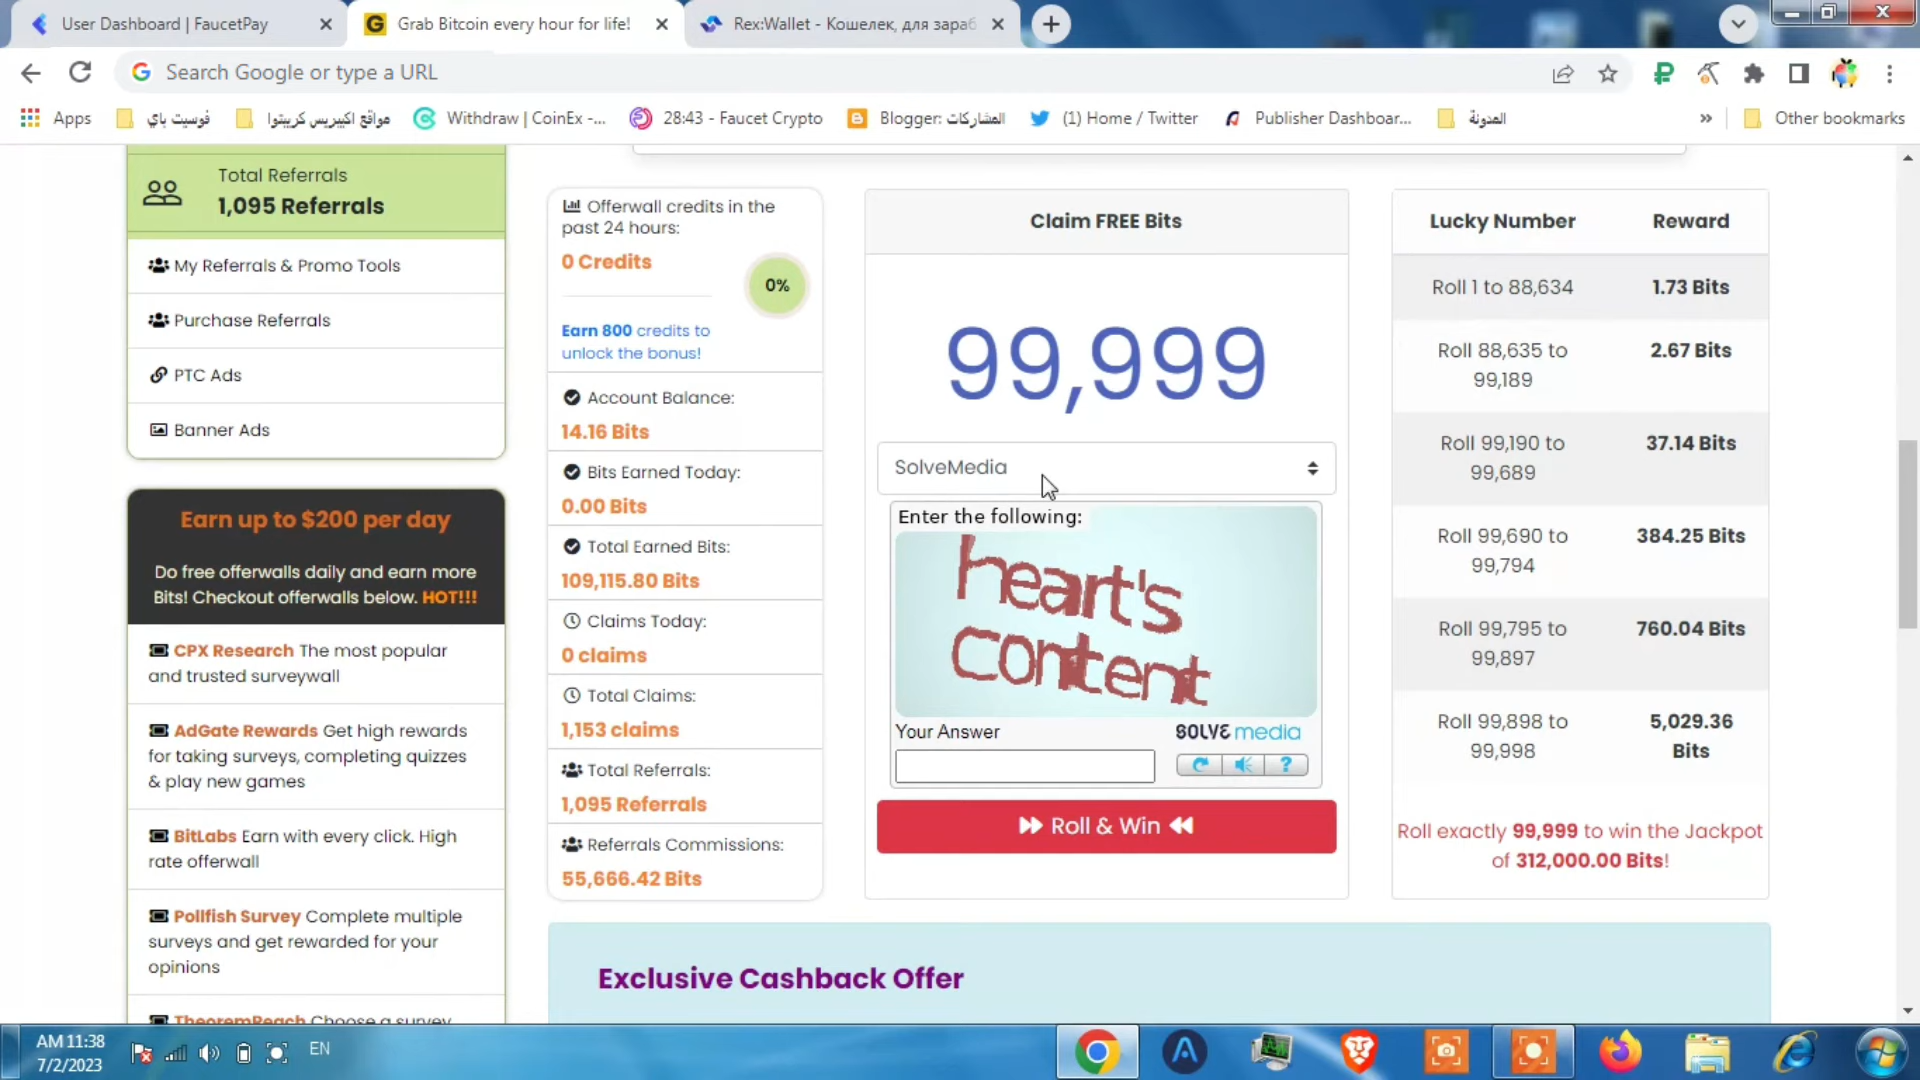 User Dashboard | FaucetPay
Grab Bitcoin every hour for life!
Rex:Wallet - Кошелек, для зараб
Search Google or type a URL
Apps
فوسيت باي
مواقع اكيبريس كريبتوا
Withdraw | CoinEx -...
28:43 - Faucet Crypto
Blogger: المشاركات
(1) Home / Twitter
Publisher Dashboar...
المدونة
»
Other bookmarks
Total Referrals
1,095 Referrals
My Referrals & Promo Tools
Purchase Referrals
PTC Ads
Banner Ads
Earn up to $200 per day
Do free offerwalls daily and earn more
Bits! Checkout offerwalls below. HOT!!!
CPX Research The most popular
and trusted surveywall
AdGate Rewards Get high rewards
for taking surveys, completing quizzes
& play new games
BitLabs Earn with every click. High
rate offerwall
Pollfish Survey Complete multiple
surveys and get rewarded for your
opinions
TheoremReach Choose a survey
Offerwall credits in the
past 24 hours:
0 Credits
0%
Earn 800 credits to
unlock the bonus!
Account Balance:
14.16 Bits
Bits Earned Today:
0.00 Bits
Total Earned Bits:
109,115.80 Bits
Claims Today:
0 claims
Total Claims:
1,153 claims
Total Referrals:
1,095 Referrals
Referrals Commissions:
55,666.42 Bits
Claim FREE Bits
99,999
SolveMedia
Enter the following:
heart's
content
Your Answer
SOLVE media
?
Roll & Win
Lucky Number Reward
Roll 1 to 88,634 1.73 Bits
Roll 88,635 to 2.67 Bits
99,189
Roll 99,190 to 37.14 Bits
99,689
Roll 99,690 to 384.25 Bits
99,794
Roll 99,795 to 760.04 Bits
99,897
Roll 99,898 to 5,029.36
99,998 Bits
Roll exactly 99,999 to win the Jackpot
of 312,000.00 Bits!
Exclusive Cashback Offer
AM 11:38
7/2/2023
EN